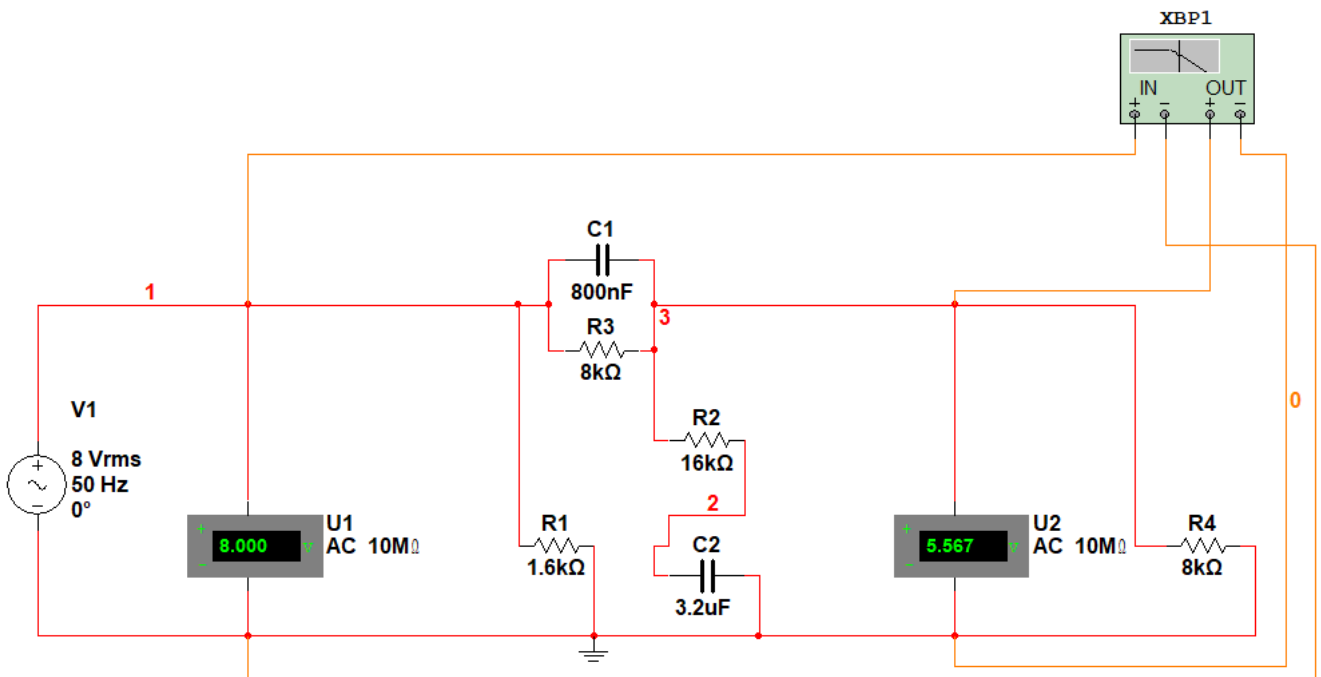 XBP1
IN OUT
+ − + −
C1
800nF
1
3
R3
8kΩ
V1
8 Vrms
50 Hz
0°
+
−
R2
16kΩ
0
2
+ 8.000 V
−
U1
AC 10MΩ
R1
1.6kΩ
C2
3.2uF
+ 5.567 V
−
U2
AC 10MΩ
R4
8kΩ